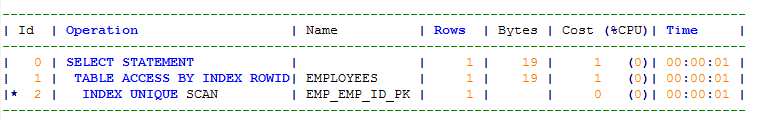 ---------------------------------------------------------------------------------------------
| Id  | Operation                   | Name          | Rows  | Bytes | Cost (%CPU)| Time     |
---------------------------------------------------------------------------------------------
|   0 | SELECT STATEMENT            |               |     1 |    19 |     1   (0)| 00:00:01 |
|   1 |  TABLE ACCESS BY INDEX ROWID| EMPLOYEES     |     1 |    19 |     1   (0)| 00:00:01 |
|* 2 |   INDEX UNIQUE SCAN         | EMP_EMP_ID_PK |     1 |       |     0   (0)| 00:00:01 |
---------------------------------------------------------------------------------------------